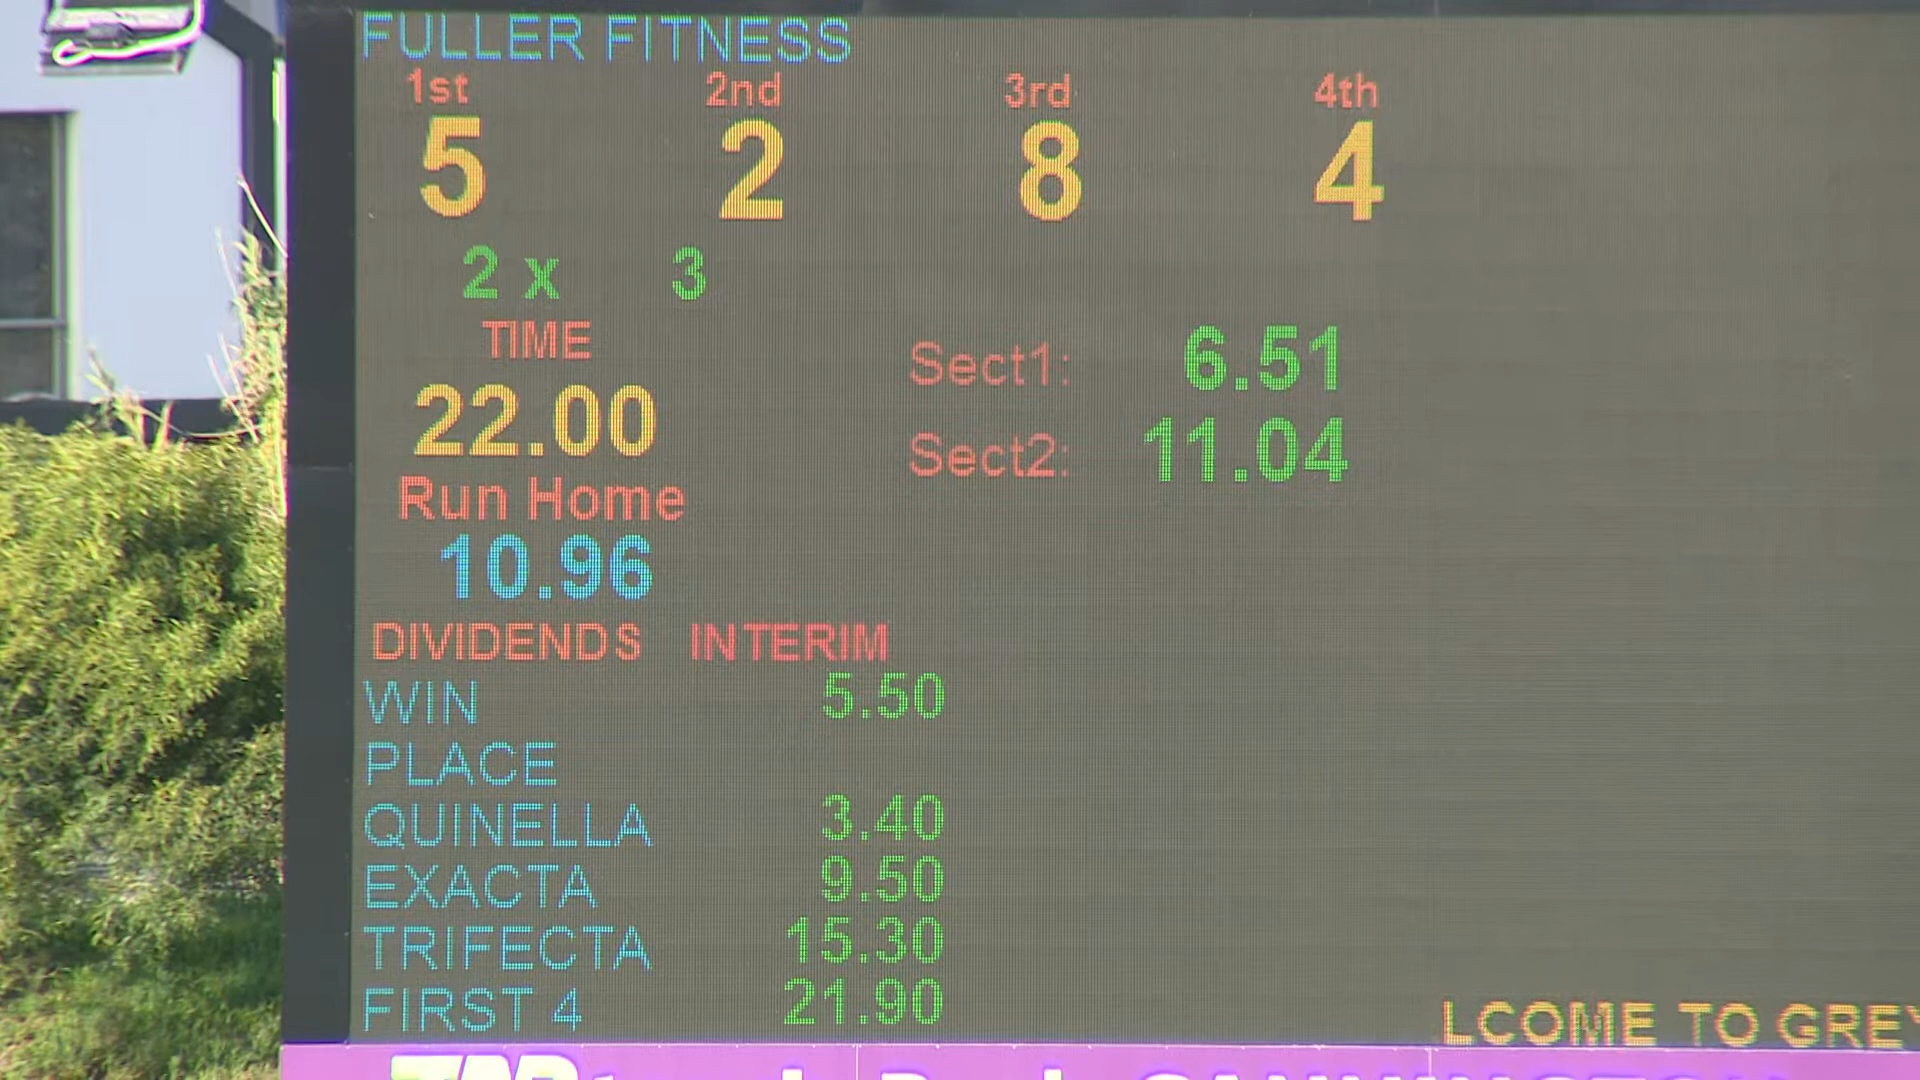 FULLER FITNESS
1st 2nd 3rd 4th
5 2 8 4
2 x 3
TIME
22.00
Sect1: 6.51
Sect2: 11.04
Run Home
10.96
DIVIDENDS INTERIM
WIN 5.50
PLACE
QUINELLA 3.40
EXACTA 9.50
TRIFECTA 15.30
FIRST 4 21.90
LCOME TO GREY